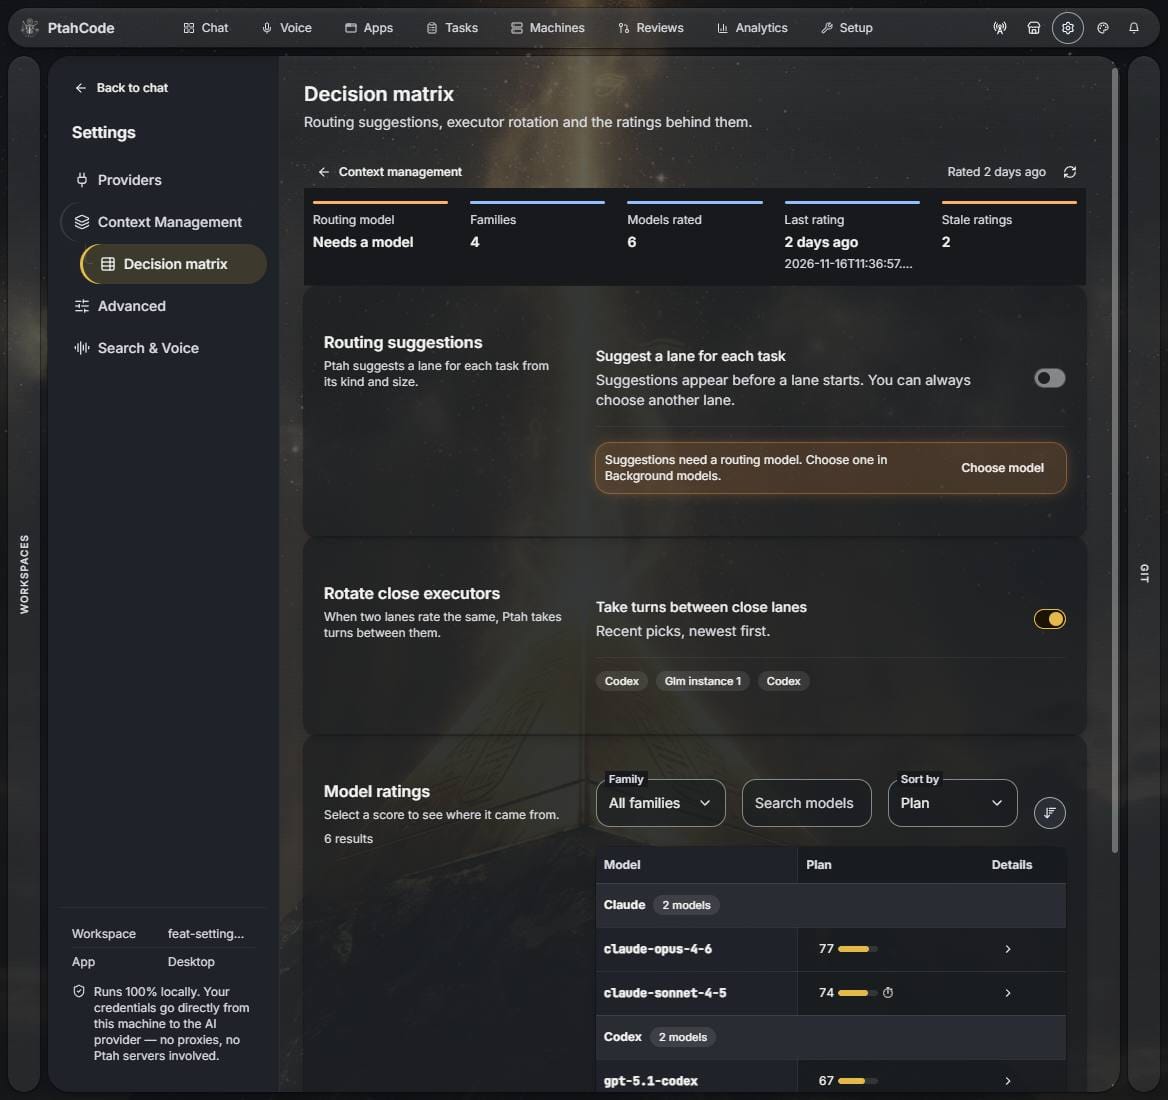 PtahCode
Chat
Voice
Apps
Tasks
Machines
Reviews
Analytics
Setup
WORKSPACES
Back to chat
Settings
Providers
Context Management
Decision matrix
Advanced
Search & Voice
Workspace feat-setting...
App Desktop
Runs 100% locally. Your
credentials go directly from
this machine to the AI
provider — no proxies, no
Ptah servers involved.
Decision matrix
Routing suggestions, executor rotation and the ratings behind them.
Context management
Rated 2 days ago
Routing model
Needs a model
Families
4
Models rated
6
Last rating
2 days ago
2026-11-16T11:36:57....
Stale ratings
2
Routing suggestions
Ptah suggests a lane for each task from
its kind and size.
Suggest a lane for each task
Suggestions appear before a lane starts. You can always
choose another lane.
Suggestions need a routing model. Choose one in
Background models.
Choose model
Rotate close executors
When two lanes rate the same, Ptah takes
turns between them.
Take turns between close lanes
Recent picks, newest first.
Codex
Glm instance 1
Codex
Model ratings
Select a score to see where it came from.
6 results
Family
All families
Search models
Sort by
Plan
Model Plan Details
Claude 2 models
claude-opus-4-6 77
claude-sonnet-4-5 74
Codex 2 models
gpt-5.1-codex 67
GIT